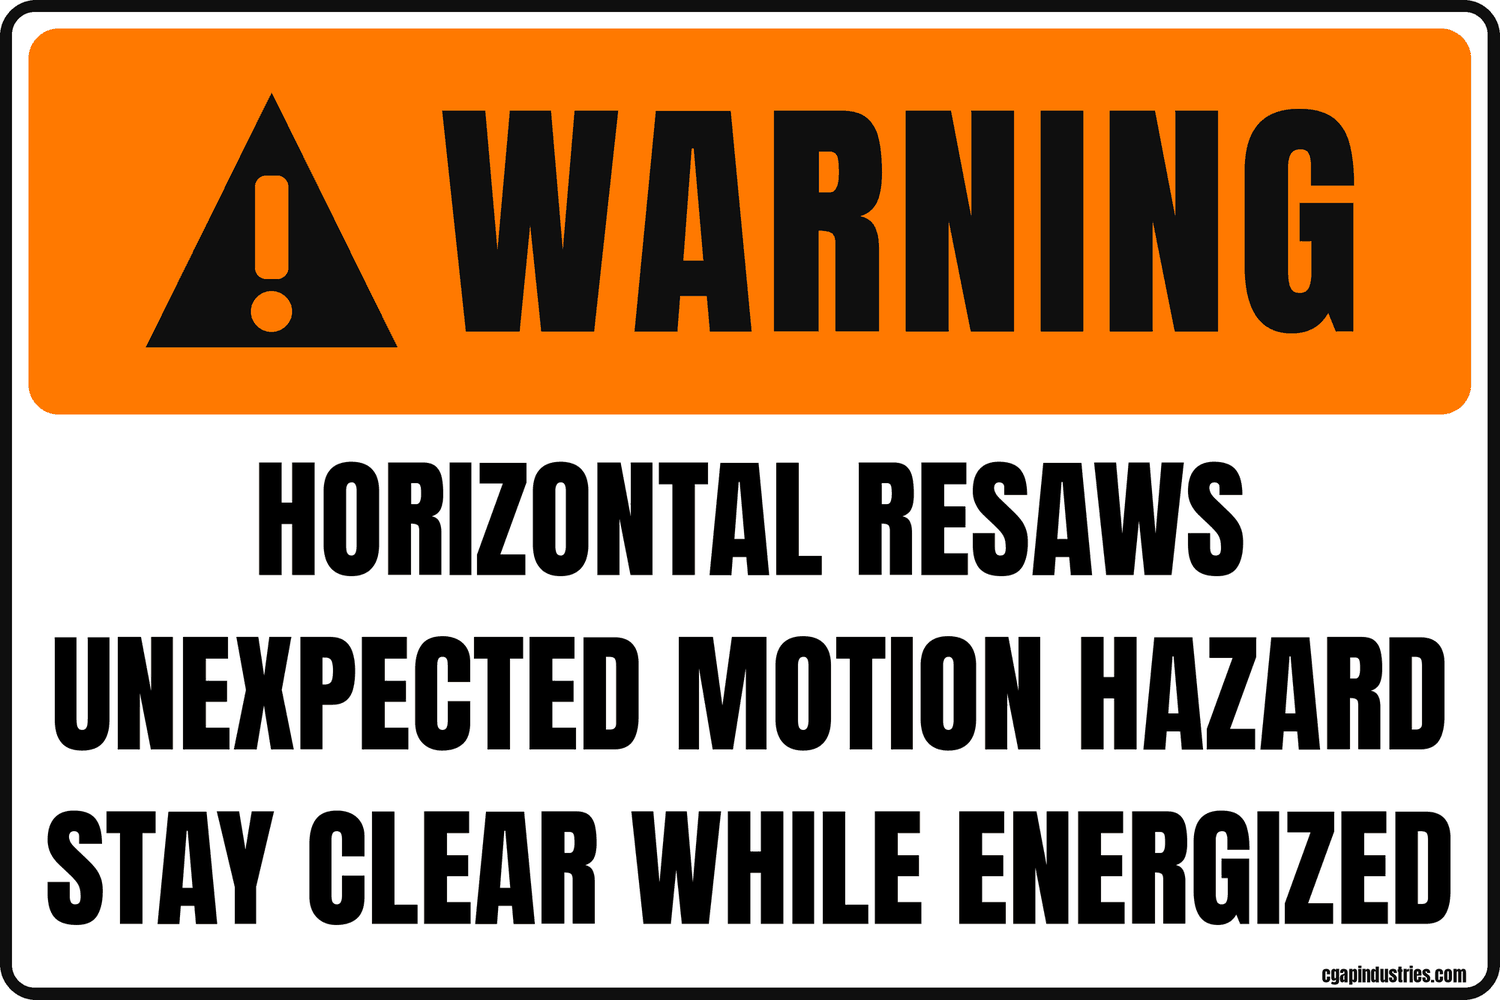 WARNING
HORIZONTAL RESAWS
UNEXPECTED MOTION HAZARD
STAY CLEAR WHILE ENERGIZED
cgapindustries.com